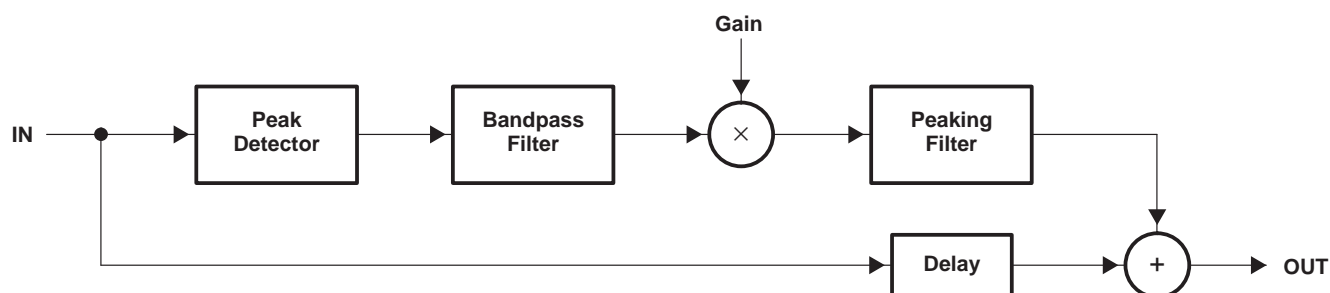 Gain
IN
Peak
Detector
Bandpass
Filter
×
Peaking
Filter
Delay
+
OUT